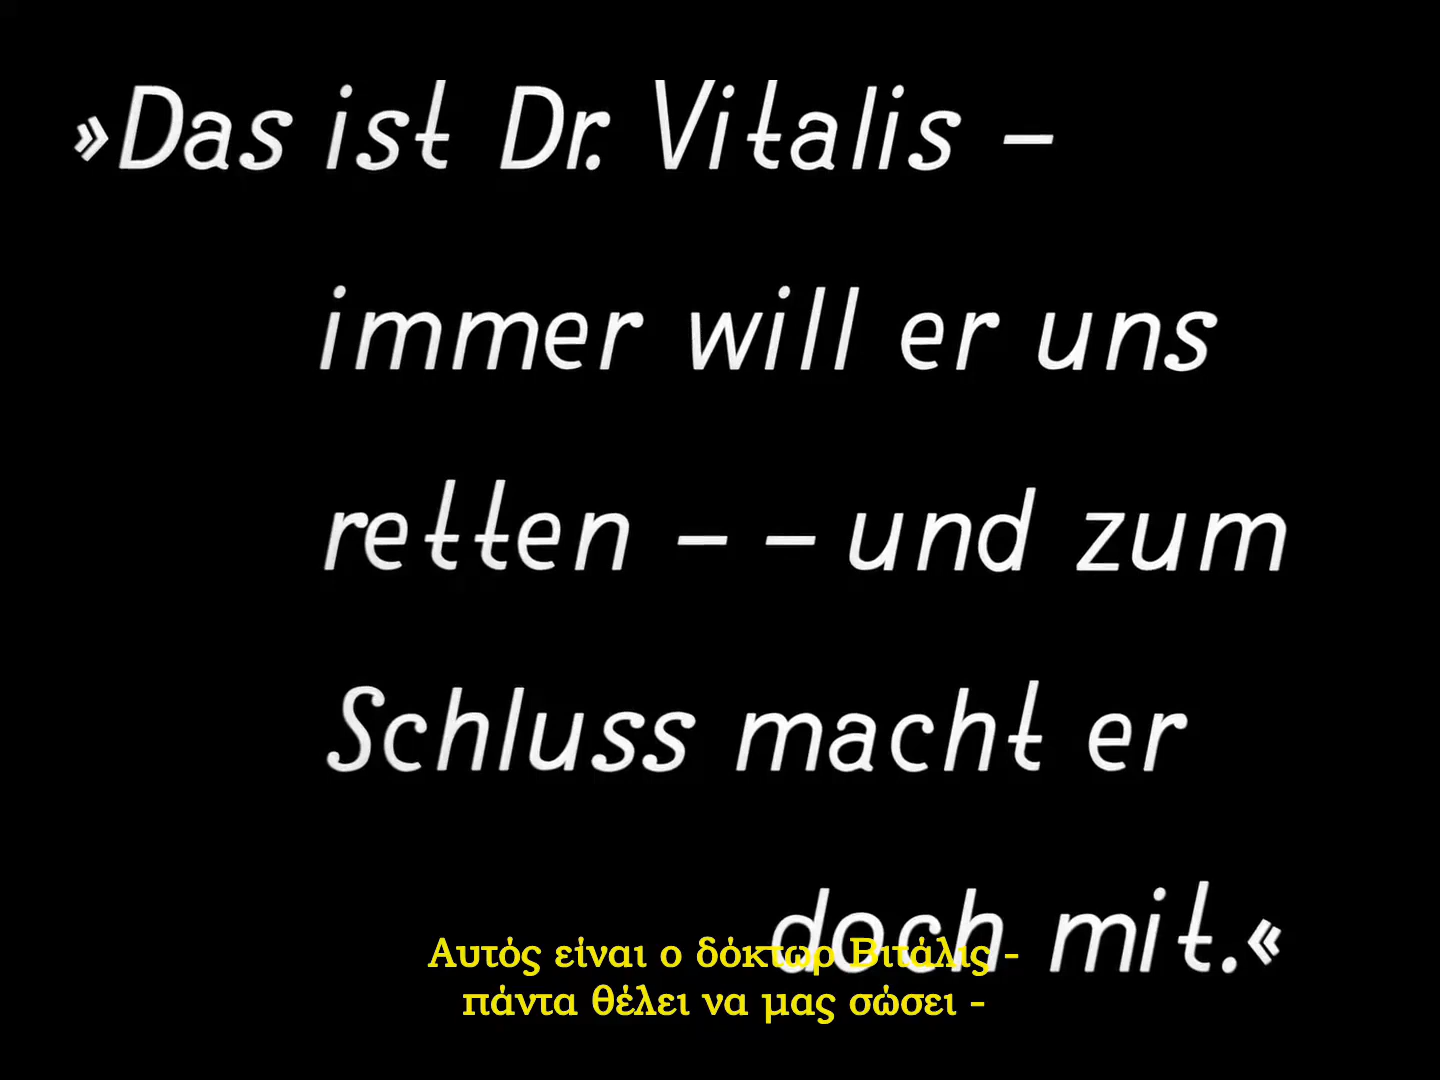 »Das ist Dr. Vitalis –
immer will er uns
retten – – und zum
Schluss macht er
doch mit.«
Αυτός είναι ο δόκτωρ Βιτάλις -
πάντα θέλει να μας σώσει -